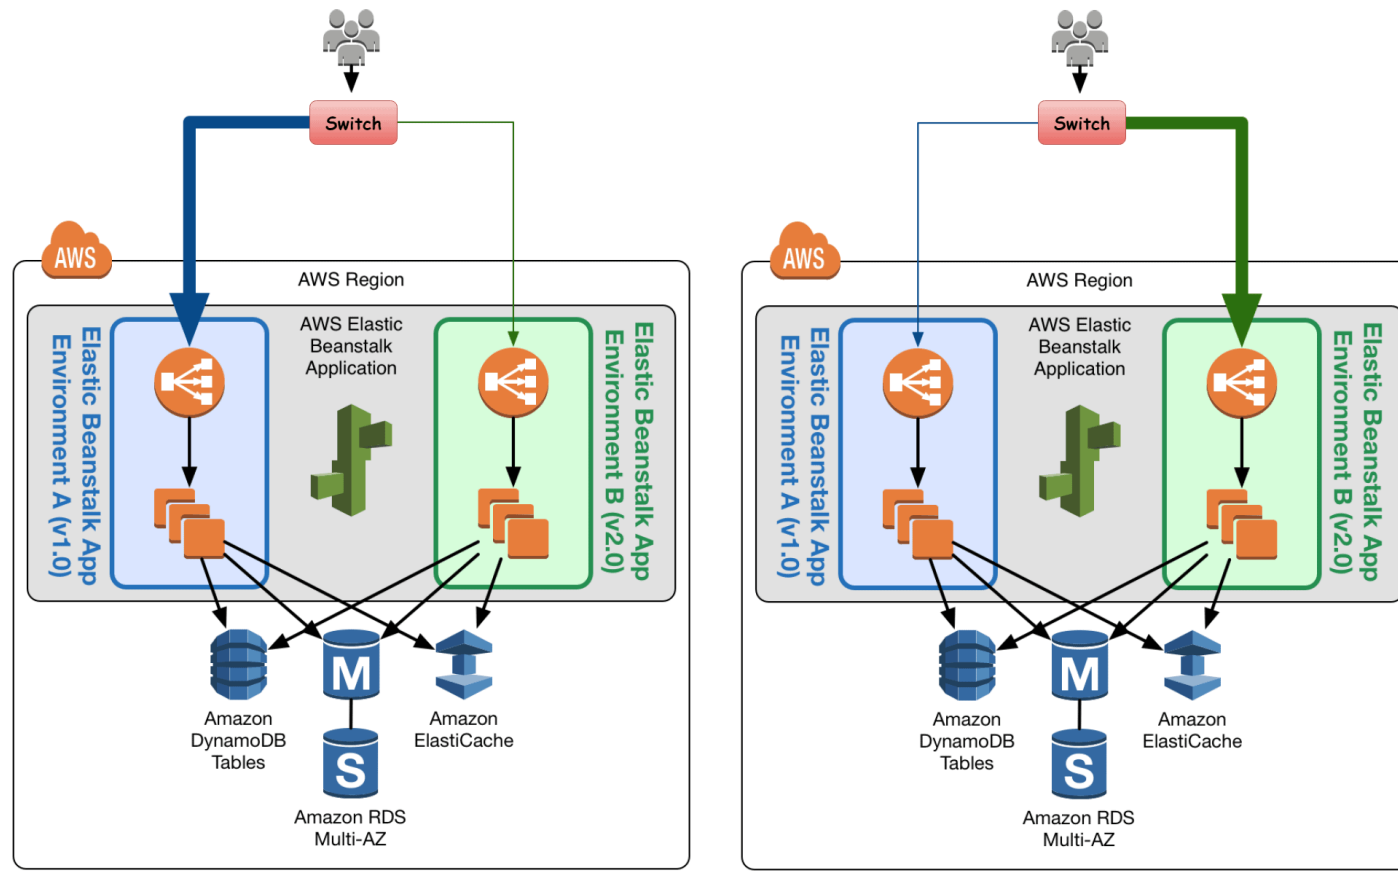 Switch
AWS
AWS Region
Elastic Beanstalk App
Environment A (v1.0)
AWS Elastic
Beanstalk
Application
Elastic Beanstalk App
Environment B (v2.0)
M
S
Amazon
DynamoDB
Tables
Amazon
ElastiCache
Amazon RDS
Multi-AZ
Switch
AWS
AWS Region
Elastic Beanstalk App
Environment A (v1.0)
AWS Elastic
Beanstalk
Application
Elastic Beanstalk App
Environment B (v2.0)
M
S
Amazon
DynamoDB
Tables
Amazon
ElastiCache
Amazon RDS
Multi-AZ